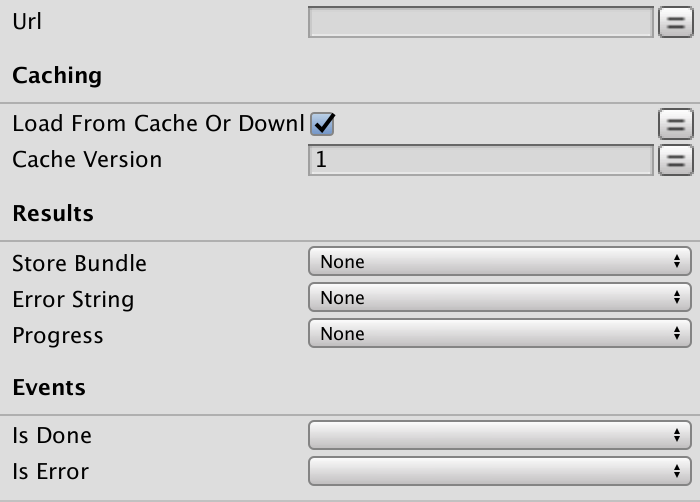 Url
Caching
Load From Cache Or Downl
Cache Version 1
Results
Store Bundle None
Error String None
Progress None
Events
Is Done
Is Error